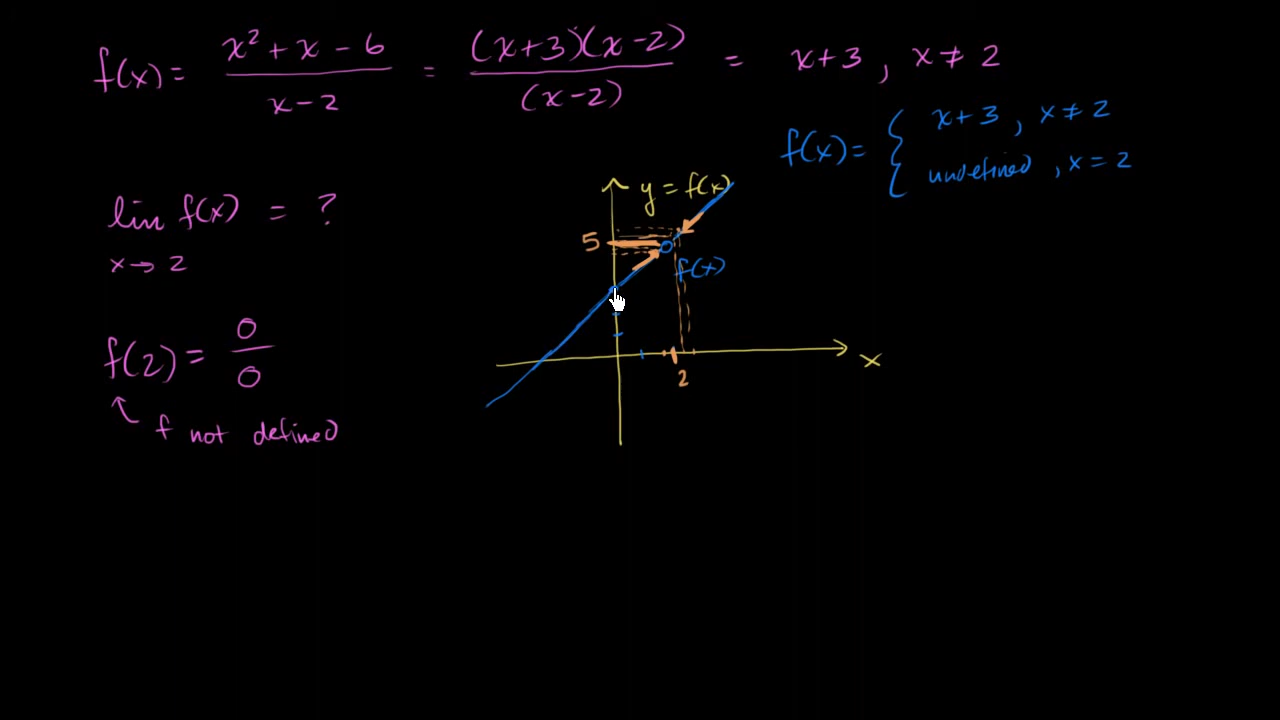 f(x) = (x² + x - 6)/(x - 2) = ((x+3)(x-2))/((x-2)) = x+3 , x ≠ 2
f(x) = { x+3 , x ≠ 2
undefined , x = 2
lim f(x) = ?
x → 2
f(2) = 0/0
f not defined
y = f(x)
5
f(x)
2
x